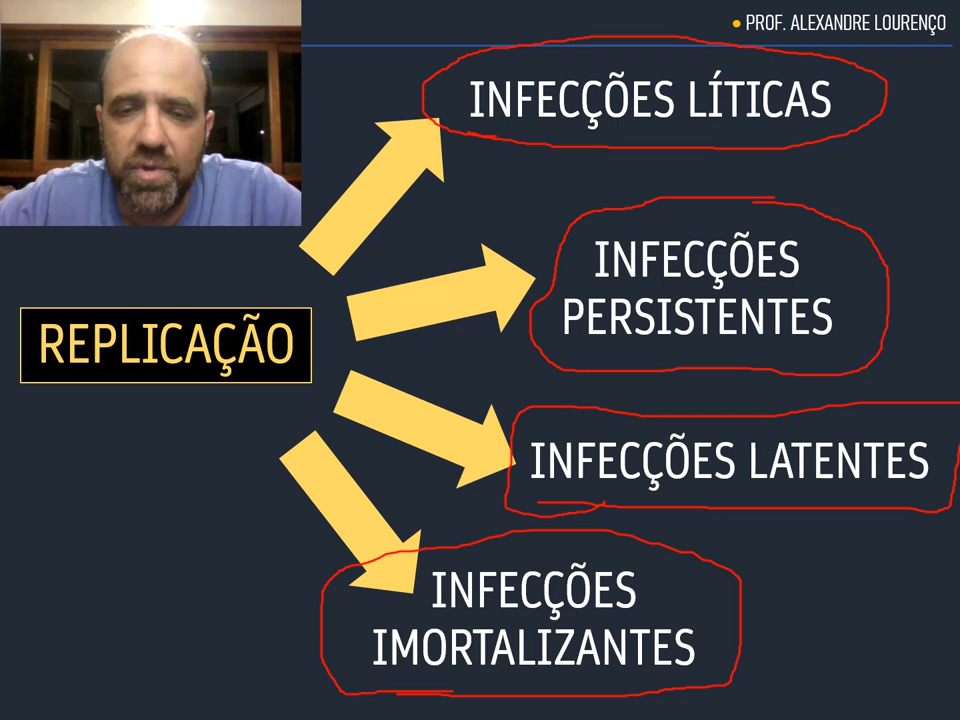 PROF. ALEXANDRE LOURENÇO
INFECÇÕES LÍTICAS
INFECÇÕES
PERSISTENTES
REPLICAÇÃO
INFECÇÕES LATENTES
INFECÇÕES
IMORTALIZANTES